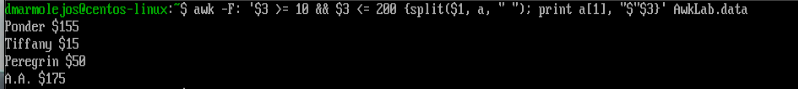 dmarmolejos@centos-linux:~$ awk -F: '$3 >= 10 && $3 <= 200 {split($1, a, " "); print a[1], "$"$3}' AwkLab.data
Ponder $155
Tiffany $15
Peregrin $50
A.A. $175